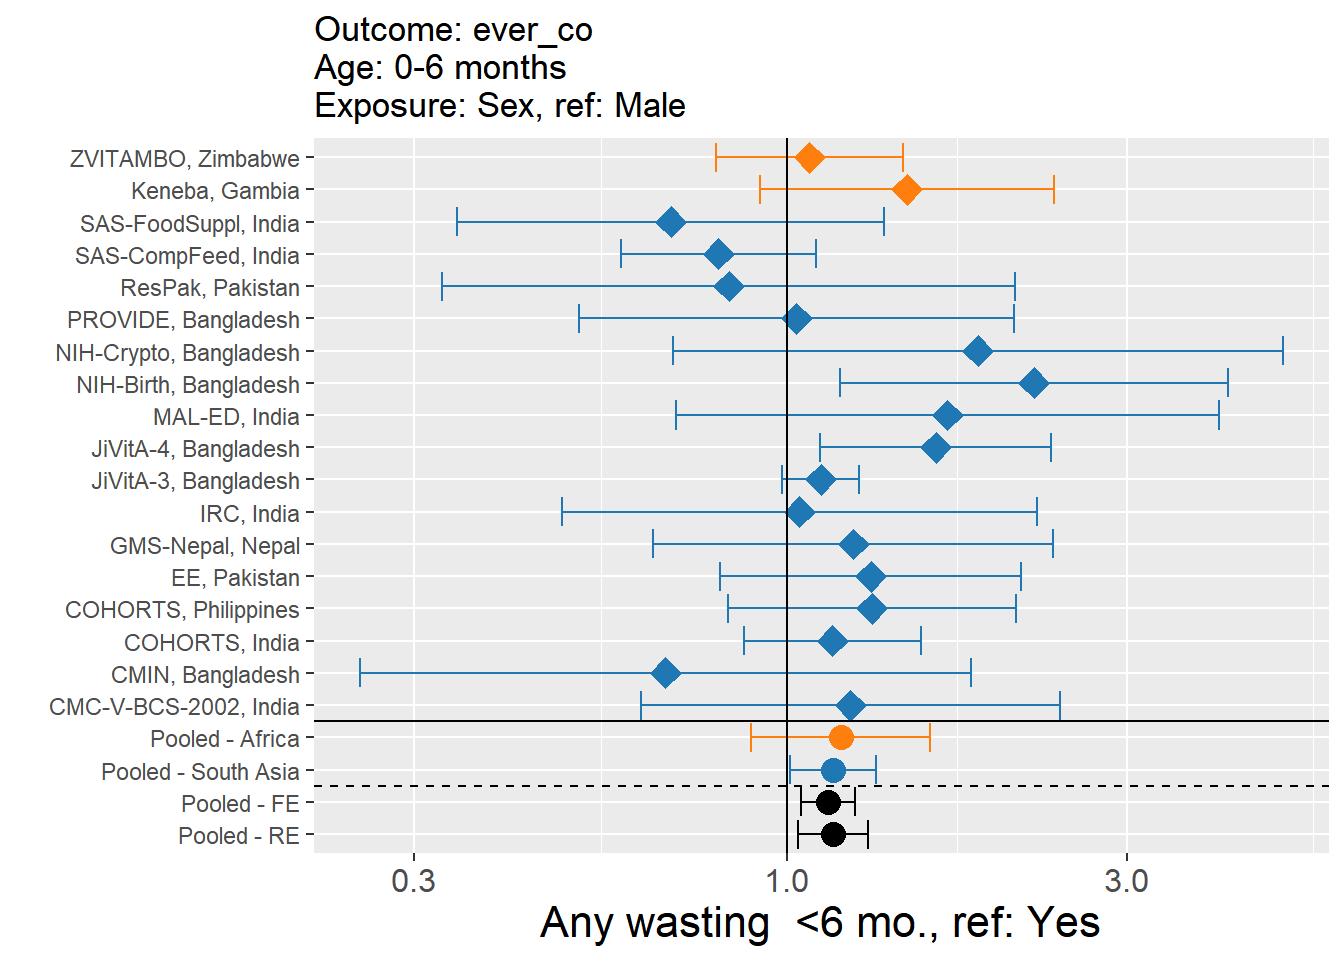 Outcome: ever_co
Age: 0-6 months
Exposure: Sex, ref: Male
ZVITAMBO, Zimbabwe
Keneba, Gambia
SAS-FoodSuppl, India
SAS-CompFeed, India
ResPak, Pakistan
PROVIDE, Bangladesh
NIH-Crypto, Bangladesh
NIH-Birth, Bangladesh
MAL-ED, India
JiVitA-4, Bangladesh
JiVitA-3, Bangladesh
IRC, India
GMS-Nepal, Nepal
EE, Pakistan
COHORTS, Philippines
COHORTS, India
CMIN, Bangladesh
CMC-V-BCS-2002, India
Pooled - Africa
Pooled - South Asia
Pooled - FE
Pooled - RE
0.3 1.0 3.0
Any wasting  <6 mo., ref: Yes